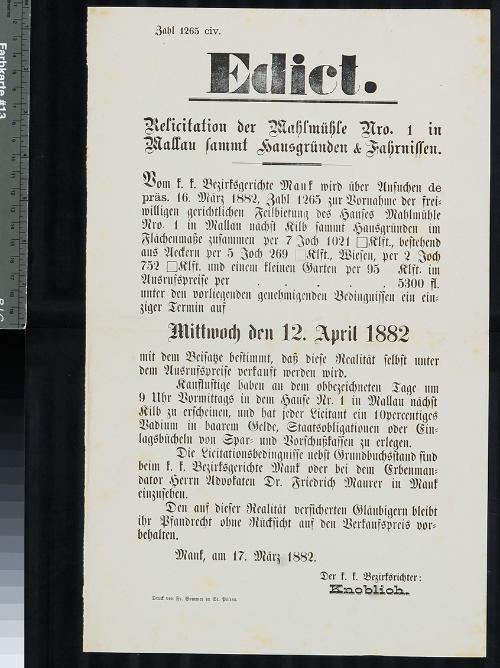 Zahl 1265 civ.
Edict.
Relicitation der Mahlmühle Nro. 1 in
Mallau sammt Hausgründen & Fahrnissen.
Vom k. k. Bezirksgerichte Mank wird über Ansuchen de
präs. 16. März 1882, Zahl 1265 zur Vornahme der frei-
willigen gerichtlichen Feilbietung des Hauses Mahlmühle
Nro. 1 in Mallau nächst Kilb sammt Hausgründen im
Flächenmaße zusammen per 7 Joch 1021 □Klft., bestehend
aus Aeckern per 5 Joch 269 □Klft., Wiesen, per 2 Joch
752 □Klft. und einem kleinen Garten per 95 Klft. im
Ausrufspreise per . . . . . . 5300 fl.
unter den vorliegenden genehmigenden Bedingnissen ein ein-
ziger Termin auf
Mittwoch den 12. April 1882
mit dem Beisatze bestimmt, daß diese Realität selbst unter
dem Ausrufspreise verkauft werden wird.
Kauflustige haben an dem obbezeichneten Tage um
9 Uhr Vormittags in dem Hause Nr. 1 in Mallau nächst
Kilb zu erscheinen, und hat jeder Licitant ein 10percentiges
Vadium in baarem Gelde, Staatsobligationen oder Ein-
lagsbücheln von Spar- und Vorschußkassen zu erlegen.
Die Licitationsbedingnisse nebst Grundbuchsstand sind
beim k. k. Bezirksgerichte Mank oder bei dem Erbenman-
dator Herrn Advokaten Dr. Friedrich Maurer in Mank
einzusehen.
Den auf dieser Realität versicherten Gläubigern bleibt
ihr Pfandrecht ohne Rücksicht auf den Verkaufspreis vor-
behalten.
Mank, am 17. März 1882.
Der k. k. Bezirksrichter:
Knoblich.
Druck von Fr. Sommer in St. Pölten.
Farbkarte #13